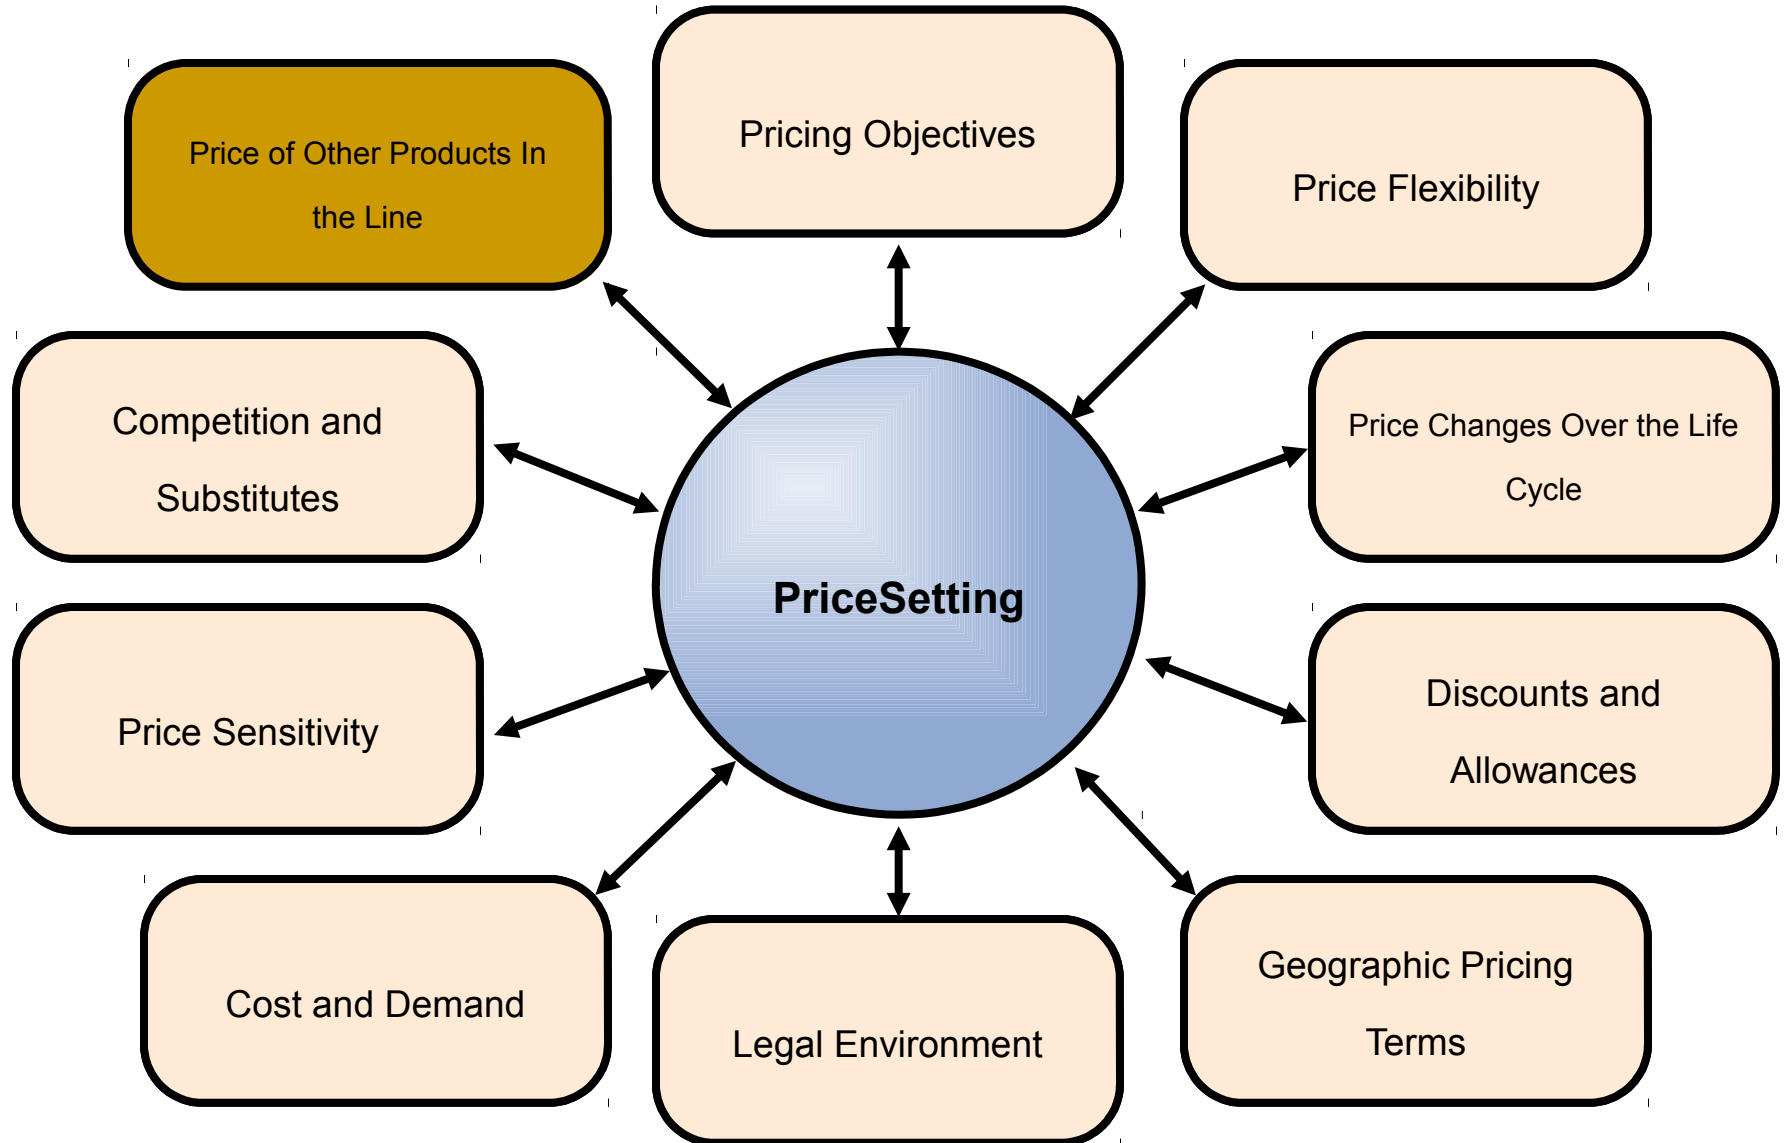 Pricing Objectives
Price of Other Products In
the Line
Price Flexibility
Competition and
Substitutes
Price Changes Over the Life
Cycle
PriceSetting
Price Sensitivity
Discounts and
Allowances
Cost and Demand
Legal Environment
Geographic Pricing
Terms